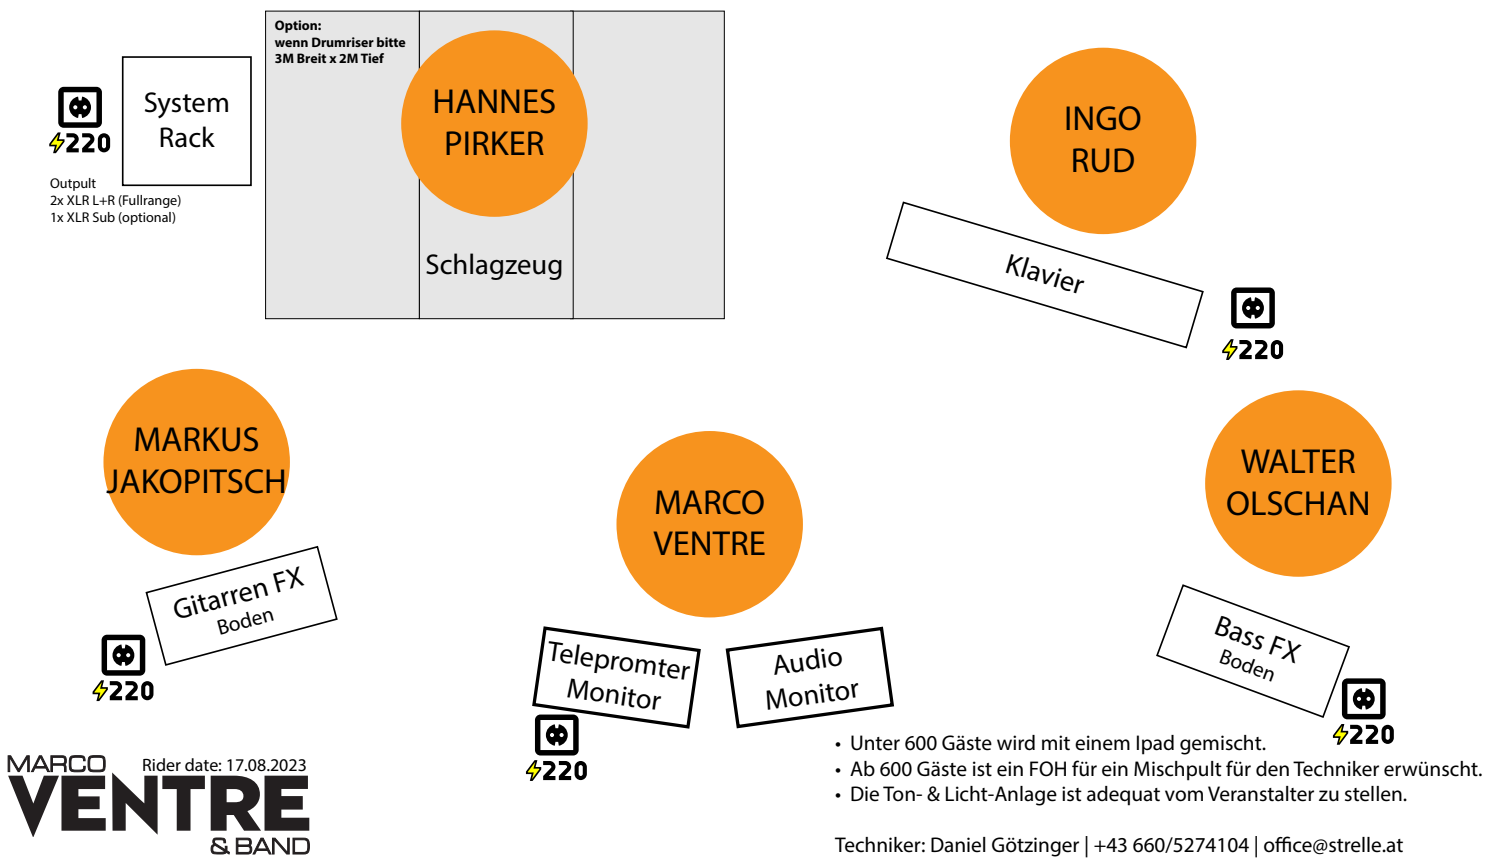 Option:
wenn Drumriser bitte
3M Breit x 2M Tief
HANNES
PIRKER
Schlagzeug
System
Rack
220
Outpult
2x XLR L+R (Fullrange)
1x XLR Sub (optional)
INGO
RUD
Klavier
220
MARKUS
JAKOPITSCH
Gitarren FX
Boden
220
MARCO
VENTRE
Telepromter
Monitor
220
Audio
Monitor
WALTER
OLSCHAN
Bass FX
Boden
220
MARCO
VENTRE
& BAND
Rider date: 17.08.2023
• Unter 600 Gäste wird mit einem Ipad gemischt.
• Ab 600 Gäste ist ein FOH für ein Mischpult für den Techniker erwünscht.
• Die Ton- & Licht-Anlage ist adequat vom Veranstalter zu stellen.
Techniker: Daniel Götzinger | +43 660/5274104 | office@strelle.at